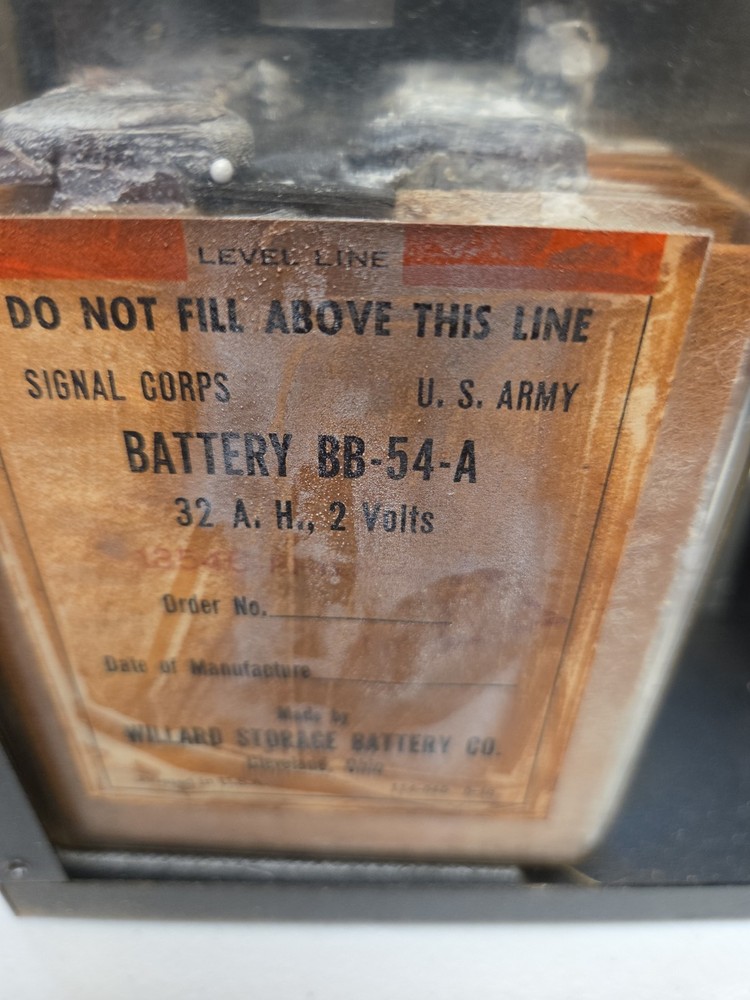 LEVEL LINE
DO NOT FILL ABOVE THIS LINE
SIGNAL CORPS U. S. ARMY
BATTERY BB-54-A
32 A. H., 2 Volts
Order No.
Date of Manufacture
Made by
WILLARD STORAGE BATTERY CO.
Cleveland, Ohio